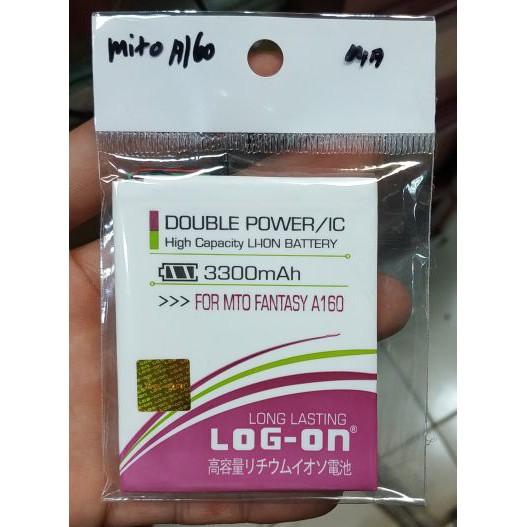 mito A160
DOUBLE POWER/IC
High Capacity LI-ION BATTERY
3300mAh
>>> FOR MTO FANTASY A160
LONG LASTING
LOG-ON®
高容量リチウムイオソ電池